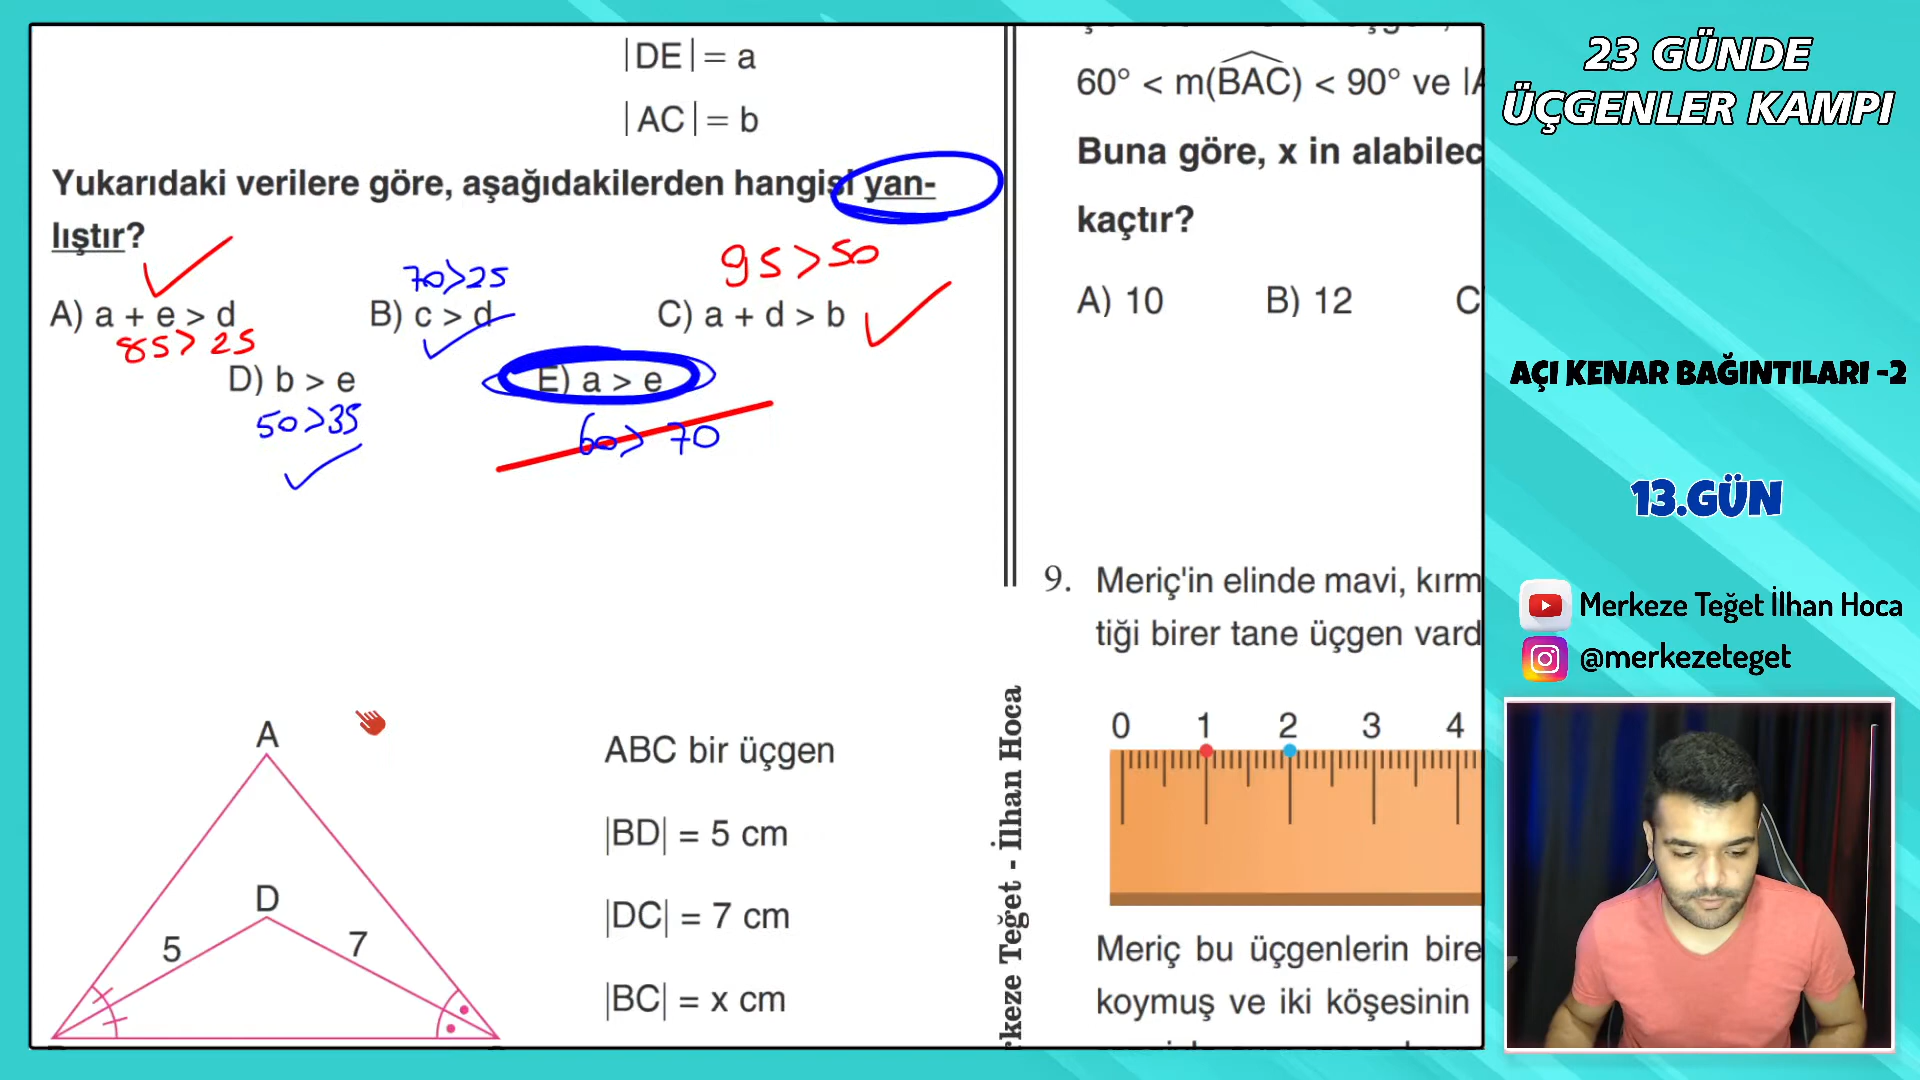 |DE| = a
|AC| = b
Yukarıdaki verilere göre, aşağıdakilerden hangisi yan-
lıştır?
95 > 50
70 > 25
A) a + e > d
B) c > d
C) a + d > b
85 > 25
D) b > e
E) a > e
50 > 35
60 > 70
A
D
5
7
ABC bir üçgen
|BD| = 5 cm
|DC| = 7 cm
|BC| = x cm
Merkeze Teğet - İlhan Hoca
60° < m(BAC) < 90° ve |A
Buna göre, x in alabilec
kaçtır?
A) 10
B) 12
C
9. Meriç'in elinde mavi, kırm
tiği birer tane üçgen vard
0 1 2 3 4
Meriç bu üçgenlerin bire
koymuş ve iki köşesinin
23 GÜNDE
ÜÇGENLER KAMPI
AÇI KENAR BAĞINTILARI -2
13.GÜN
Merkeze Teğet İlhan Hoca
@merkezeteget